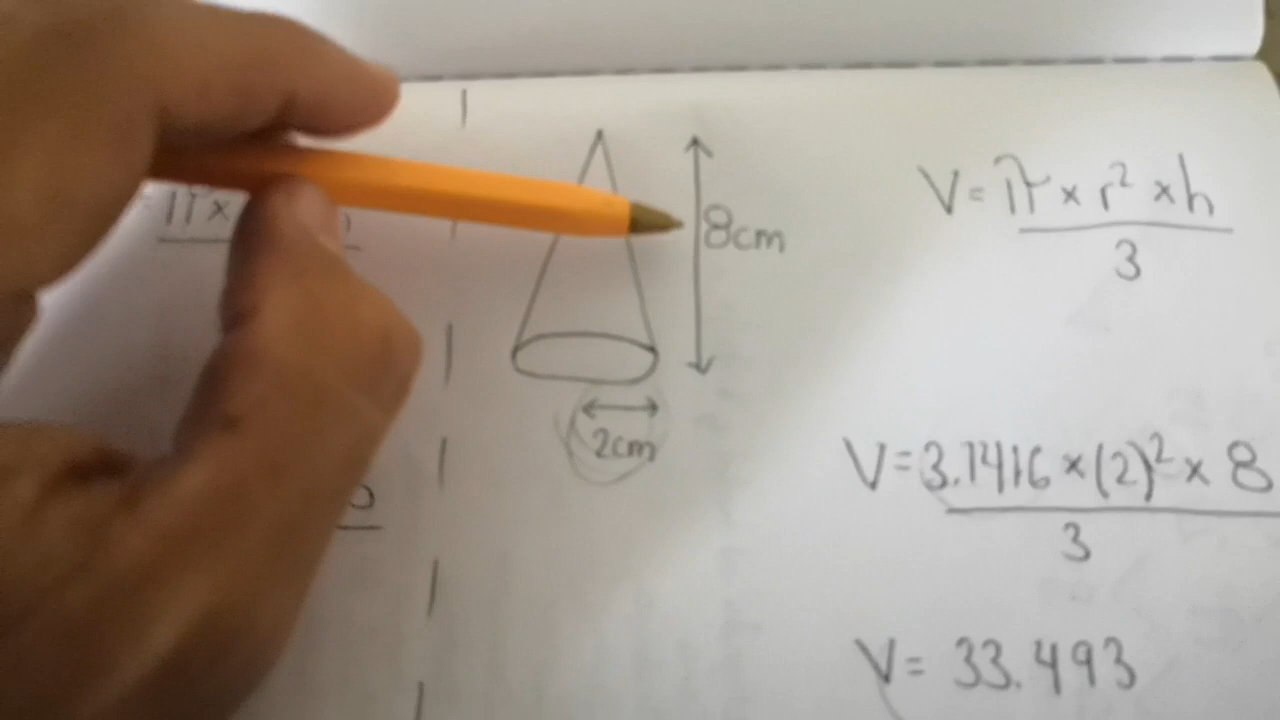 π x
8cm
2cm
V = π x r² x h
3
V = 3.1416 x (2)² x 8
3
V = 33.493